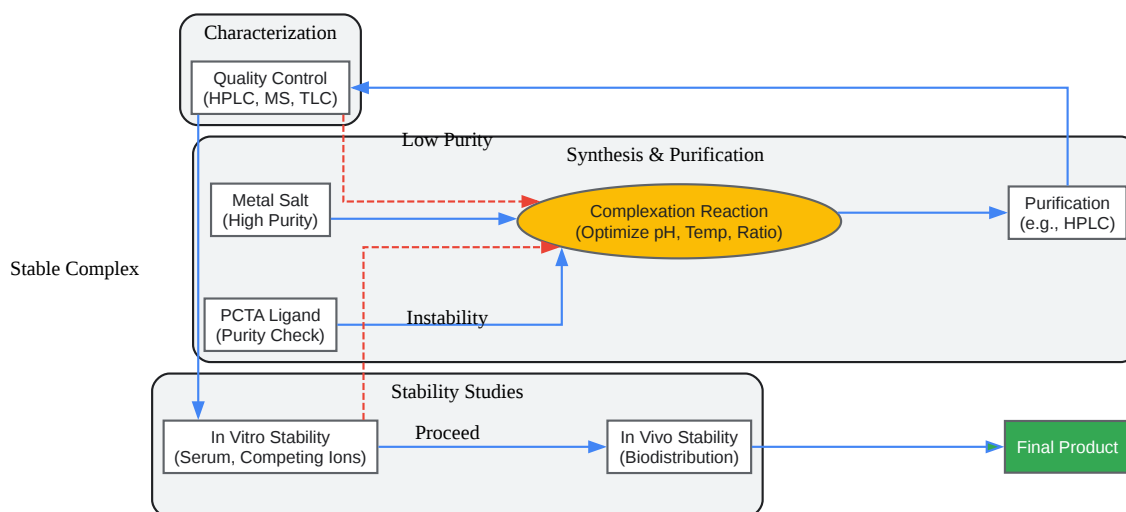 Characterization
Quality Control
(HPLC, MS, TLC)
Low Purity
Synthesis & Purification
Metal Salt
(High Purity)
Complexation Reaction
(Optimize pH, Temp, Ratio)
Purification
(e.g., HPLC)
Stable Complex
PCTA Ligand
(Purity Check)
Instability
Stability Studies
In Vitro Stability
(Serum, Competing Ions)
Proceed
In Vivo Stability
(Biodistribution)
Final Product